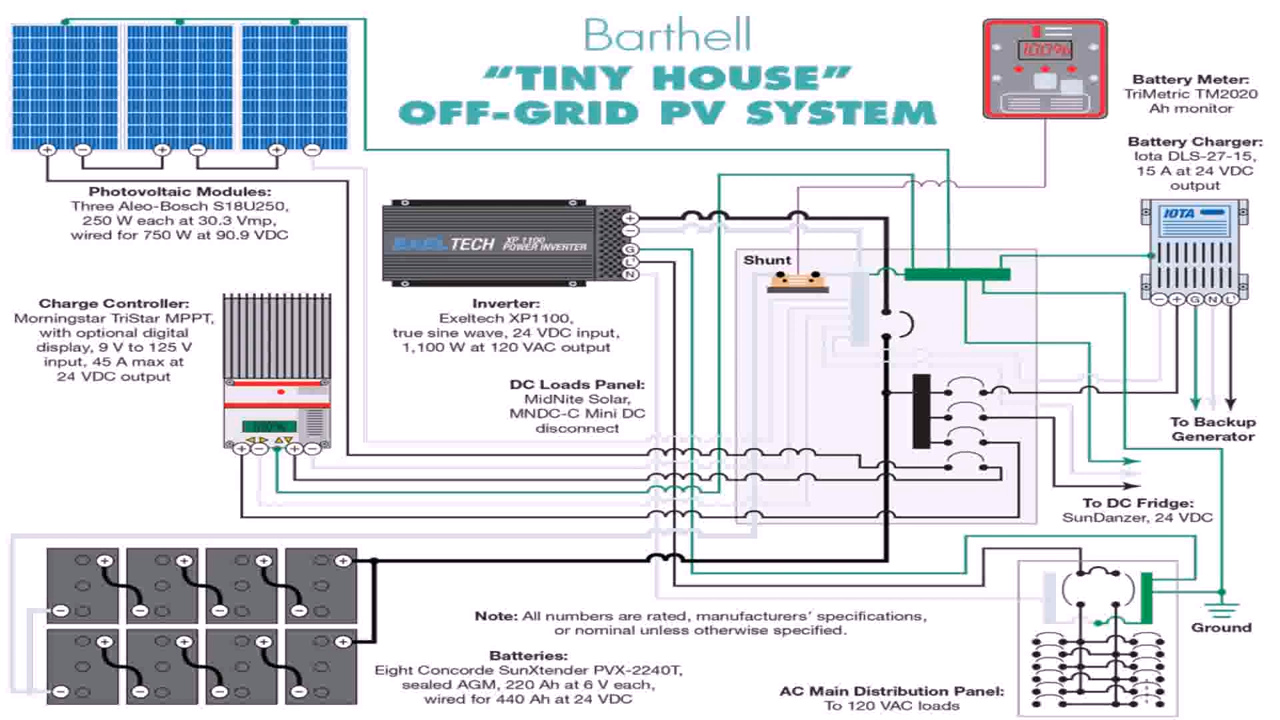 Barthell
“TINY HOUSE”
OFF-GRID PV SYSTEM
100%
Battery Meter:
TriMetric TM2020
Ah monitor
Battery Charger:
Iota DLS-27-15,
15 A at 24 VDC
output
IOTA
Photovoltaic Modules:
Three Aleo-Bosch S18U250,
250 W each at 30.3 Vmp,
wired for 750 W at 90.9 VDC
EXELTECH XP 1100
POWER INVERTER
G
L
N
Shunt
G N L
Charge Controller:
Morningstar TriStar MPPT,
with optional digital
display, 9 V to 125 V
input, 45 A max at
24 VDC output
Inverter:
Exeltech XP1100,
true sine wave, 24 VDC input,
1,100 W at 120 VAC output
DC Loads Panel:
MidNite Solar,
MNDC-C Mini DC
disconnect
To Backup
Generator
To DC Fridge:
SunDanzer, 24 VDC
Note: All numbers are rated, manufacturers’ specifications,
or nominal unless otherwise specified.
Ground
Batteries:
Eight Concorde SunXtender PVX-2240T,
sealed AGM, 220 Ah at 6 V each,
wired for 440 Ah at 24 VDC
AC Main Distribution Panel:
To 120 VAC loads